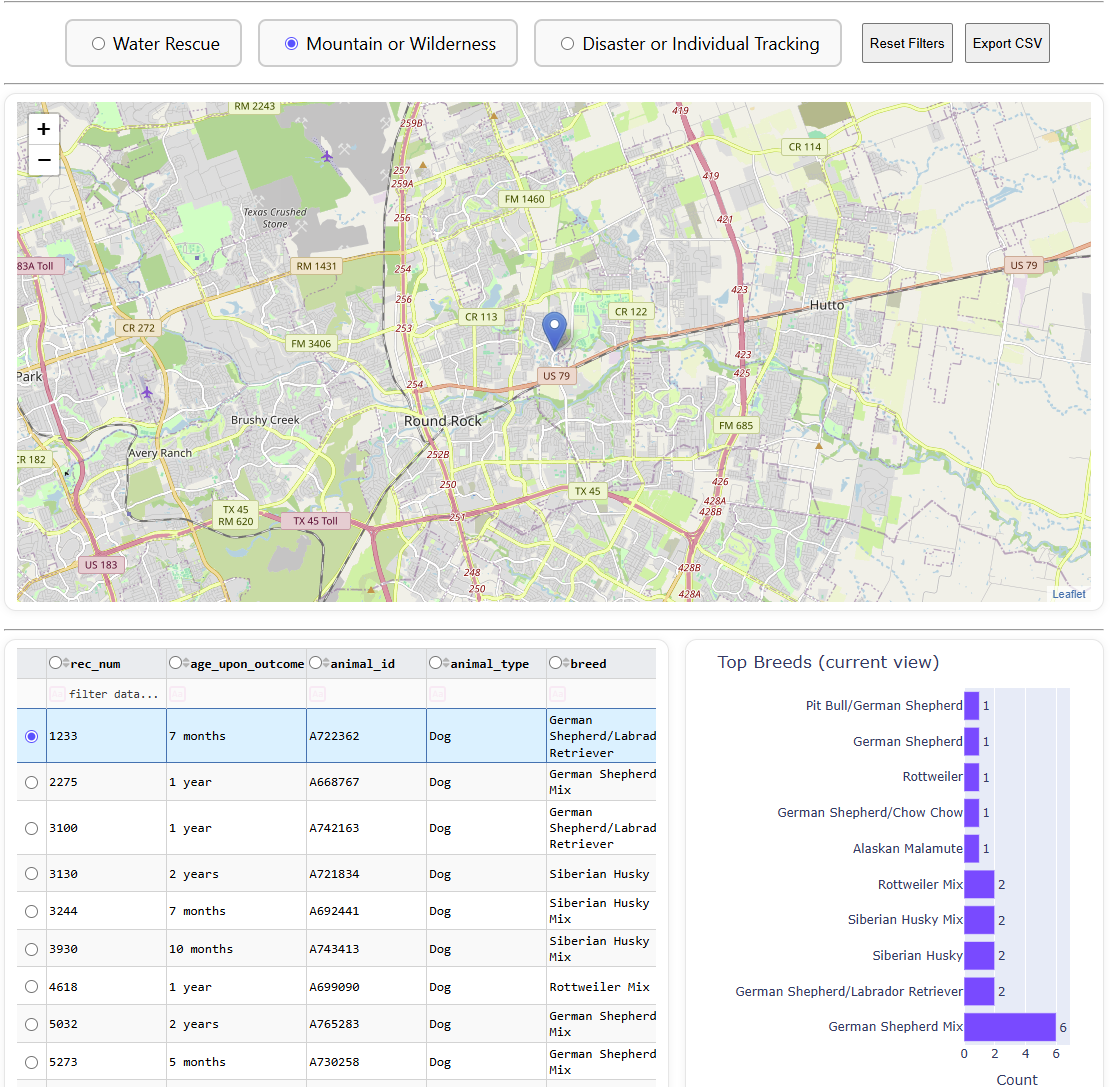 Water Rescue
Mountain or Wilderness
Disaster or Individual Tracking
Reset Filters
Export CSV
+
−
RM 2243
259B
419
CR 114
257
259A
419
FM 1460
256
421
Texas Crushed
Stone
254
RM 1431
83A Toll
US 79
423
256
Hutto
CR 113
CR 122
253
CR 272
FM 3406
423
425
Park
US 79
254
Brushy Creek
Round Rock
FM 685
Avery Ranch
252B
CR 182
426
250
TX 45
428A
428B
TX 45
RM 620
TX 45 Toll
251
US 183
428B
248
250
428A
Leaflet
rec_num age_upon_outcome animal_id animal_type breed
filter data...
1233 7 months A722362 Dog German
Shepherd/Labrad
Retriever
2275 1 year A668767 Dog German Shepherd
Mix
3100 1 year A742163 Dog German
Shepherd/Labrad
Retriever
3130 2 years A721834 Dog Siberian Husky
3244 7 months A692441 Dog Siberian Husky
Mix
3930 10 months A743413 Dog Siberian Husky
Mix
4618 1 year A699090 Dog Rottweiler Mix
5032 2 years A765283 Dog German Shepherd
Mix
5273 5 months A730258 Dog German Shepherd
Mix
Top Breeds (current view)
Pit Bull/German Shepherd 1
German Shepherd 1
Rottweiler 1
German Shepherd/Chow Chow 1
Alaskan Malamute 1
Rottweiler Mix 2
Siberian Husky Mix 2
Siberian Husky 2
German Shepherd/Labrador Retriever 2
German Shepherd Mix 6
0 2 4 6
Count